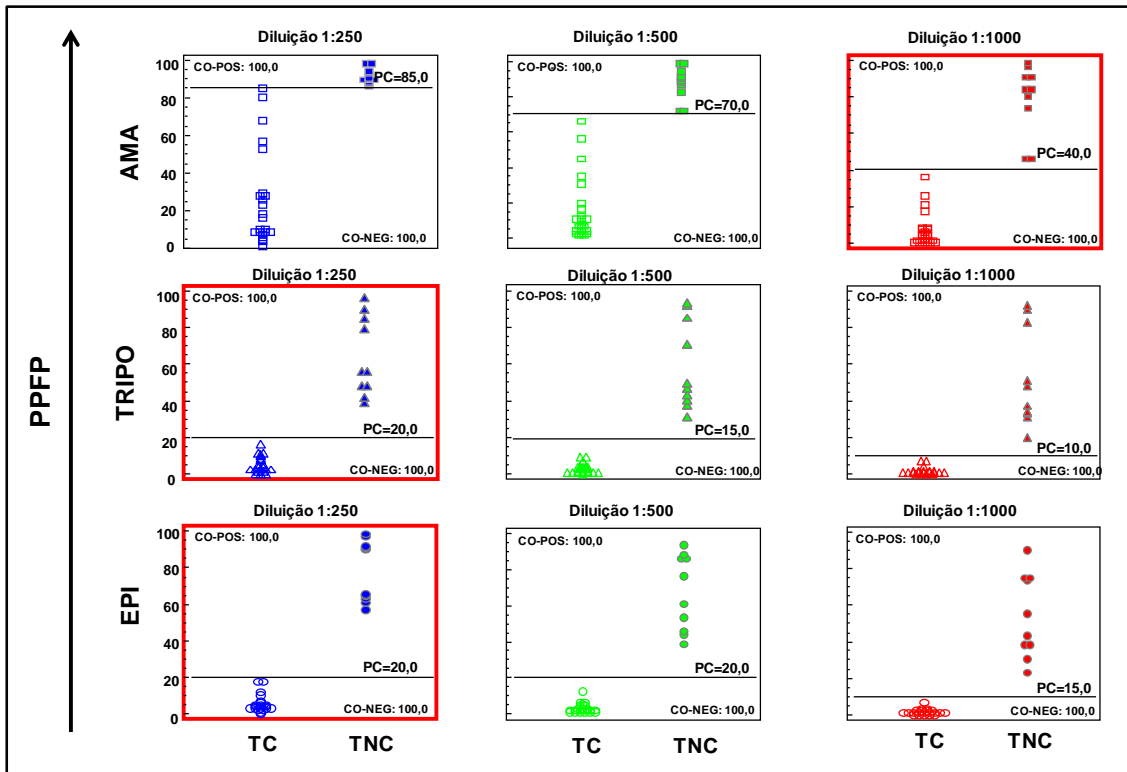 Diluição 1:250
Diluição 1:500
Diluição 1:1000
PPFP
AMA
100
80
60
40
20
0
CO-POS: 100,0
PC=85,0
CO-NEG: 100,0
CO-POS: 100,0
PC=70,0
CO-POS: 100,0
PC=40,0
CO-NEG: 100,0
Diluição 1:250
Diluição 1:500
Diluição 1:1000
TRIPO
100
80
60
40
20
0
CO-POS: 100,0
PC=20,0
CO-NEG: 100,0
CO-POS: 100,0
PC=15,0
CO-NEG: 100,0
CO-POS: 100,0
PC=10,0
CO-NEG: 100,0
Diluição 1:250
Diluição 1:500
Diluição 1:1000
EPI
100
80
60
40
20
0
CO-POS: 100,0
PC=20,0
CO-NEG: 100,0
CO-POS: 100,0
PC=20,0
CO-NEG: 100,0
CO-POS: 100,0
PC=15,0
CO-NEG: 100,0
TC TNC
TC TNC
TC TNC